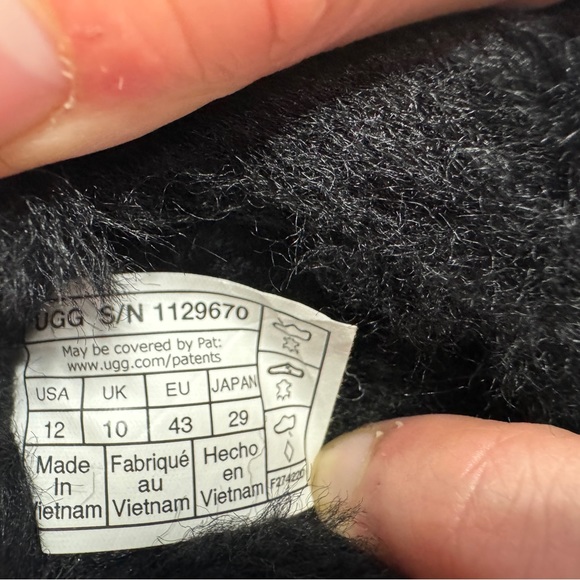 UGG S/N 1129670
May be covered by Pat:
www.ugg.com/patents
USA UK EU JAPAN
12 10 43 29
Made In Vietnam
Fabriqué au Vietnam
Hecho en Vietnam